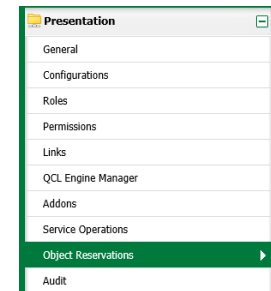 Presentation
General
Configurations
Roles
Permissions
Links
QCL Engine Manager
Addons
Service Operations
Object Reservations
Audit